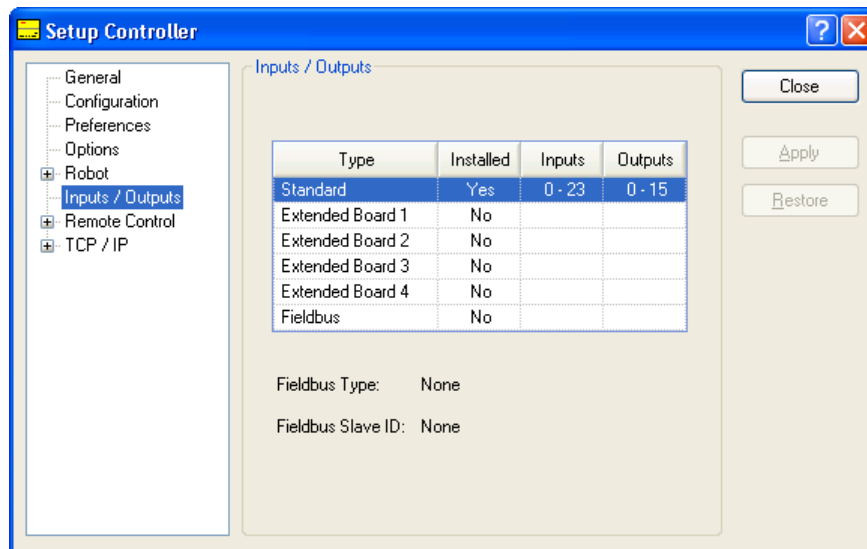 Setup Controller
General
Configuration
Preferences
Options
Robot
Inputs / Outputs
Remote Control
TCP / IP
Inputs / Outputs
Type Installed Inputs Outputs
Standard Yes 0 - 23 0 - 15
Extended Board 1 No
Extended Board 2 No
Extended Board 3 No
Extended Board 4 No
Fieldbus No
Fieldbus Type: None
Fieldbus Slave ID: None
Close
Apply
Restore